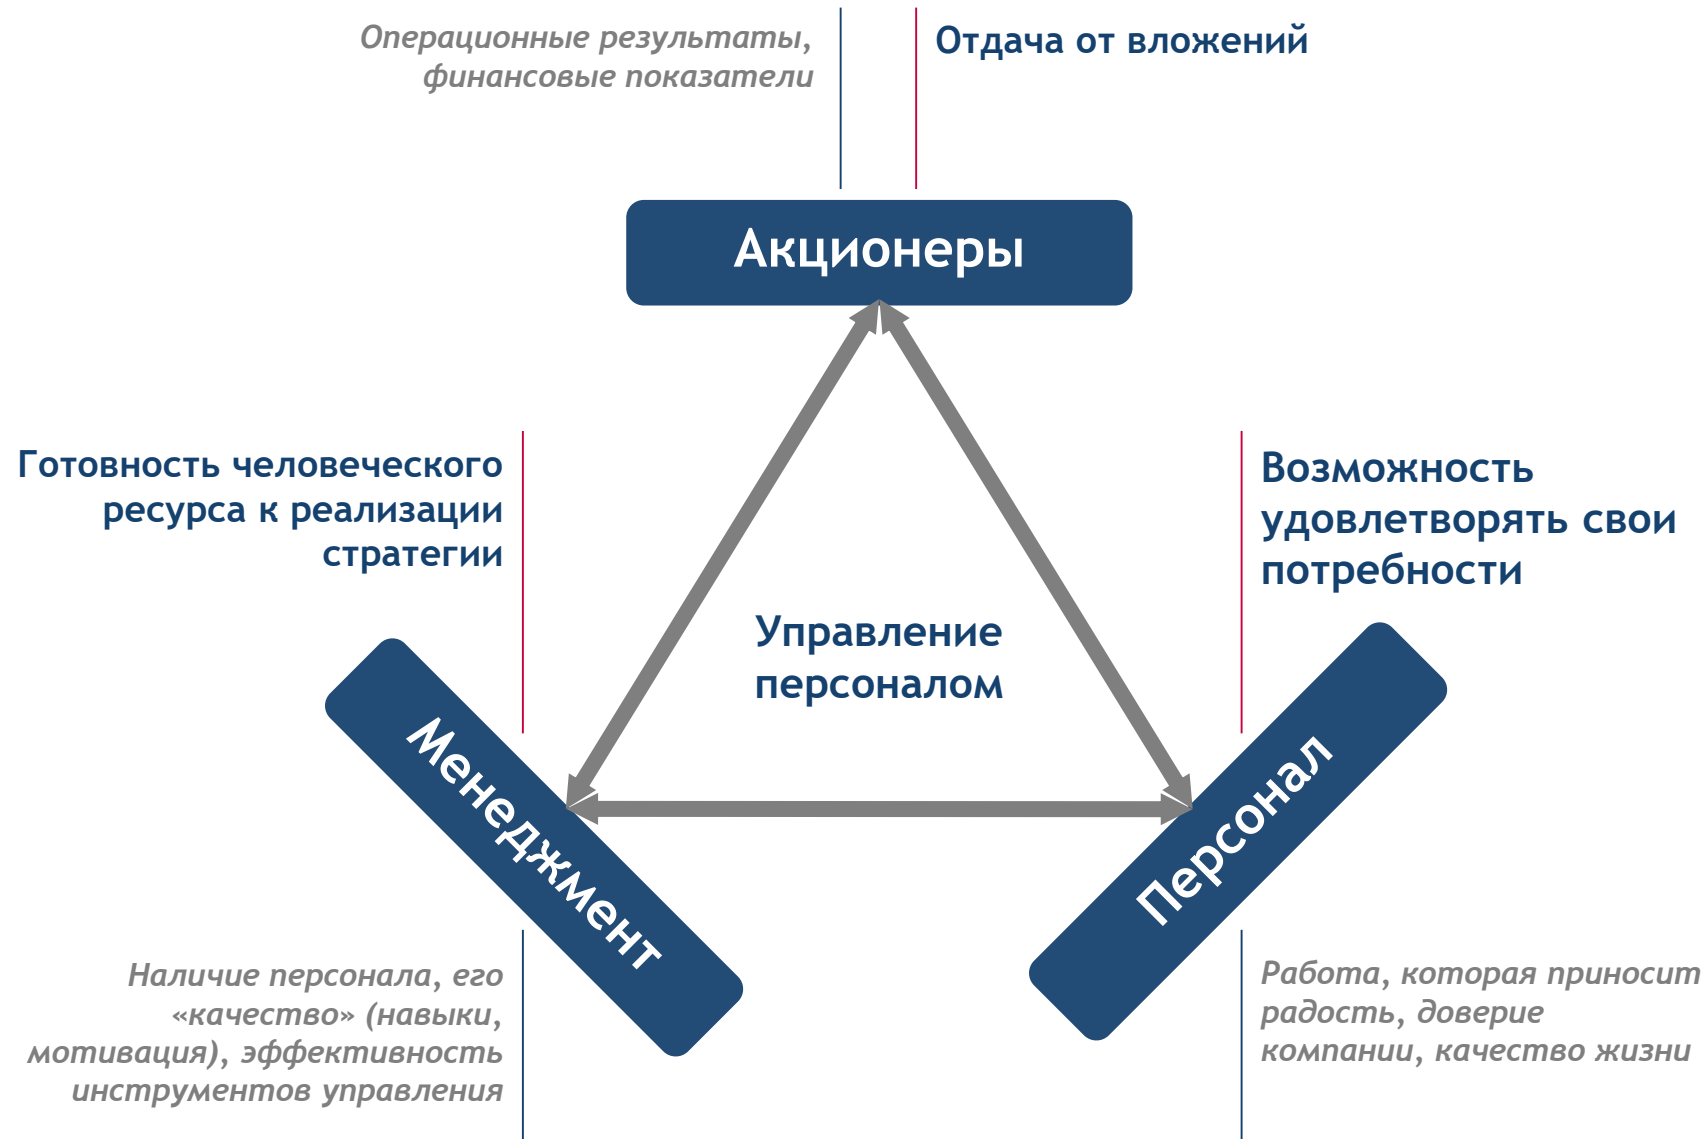 Операционные результаты,
финансовые показатели
Отдача от вложений
Акционеры
Готовность человеческого
ресурса к реализации
стратегии
Возможность
удовлетворять свои
потребности
Управление
персоналом
Менеджмент
Персонал
Наличие персонала, его
«качество» (навыки,
мотивация), эффективность
инструментов управления
Работа, которая приносит
радость, доверие
компании, качество жизни